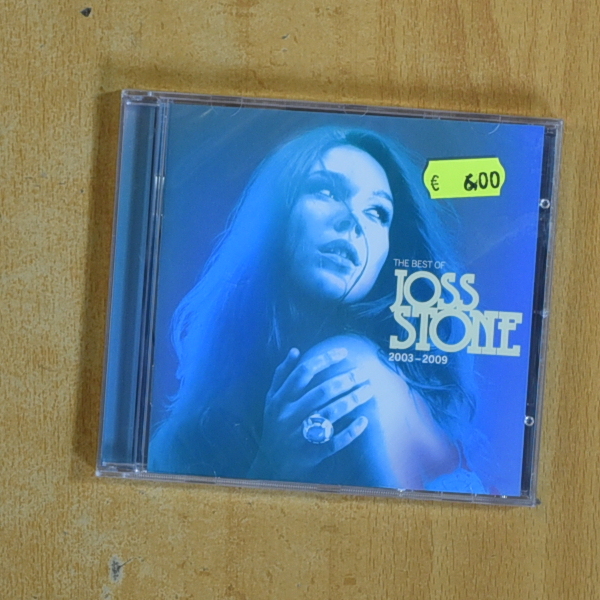 € 6,00
THE BEST OF
JOSS
STONE
2003–2009